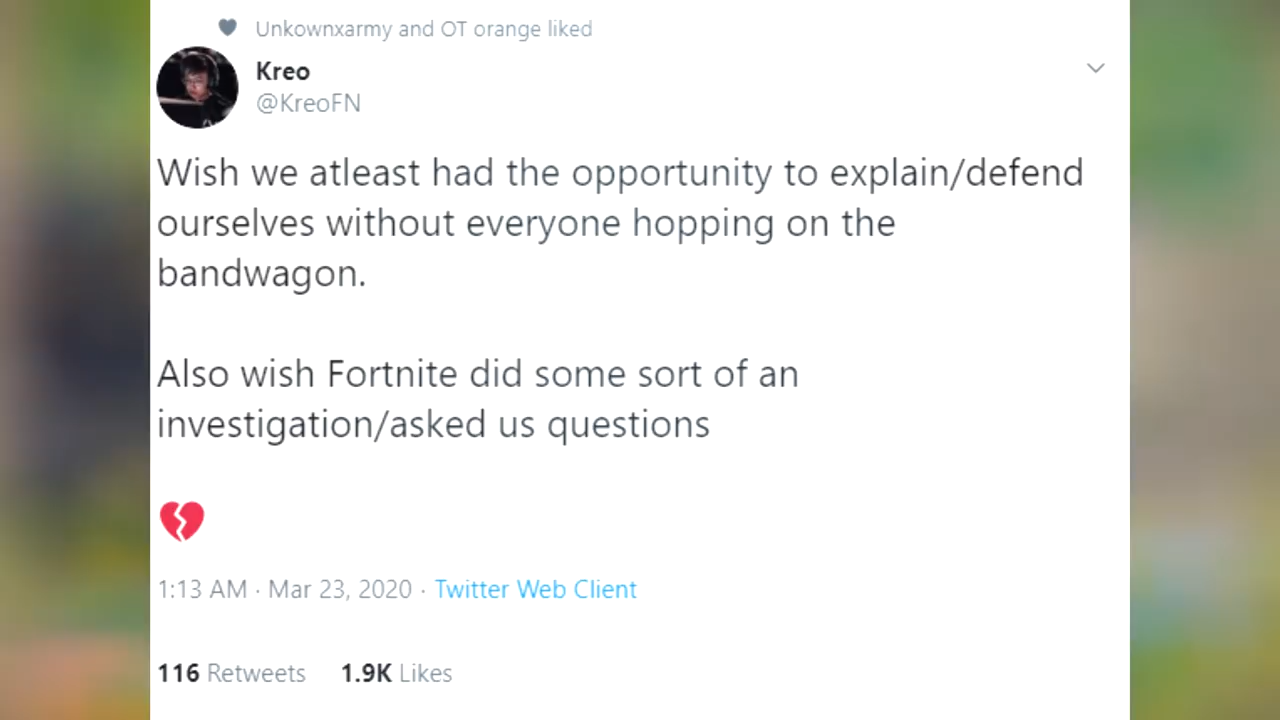 Unkownxarmy and OT orange liked
Kreo
@KreoFN
Wish we atleast had the opportunity to explain/defend
ourselves without everyone hopping on the
bandwagon.
Also wish Fortnite did some sort of an
investigation/asked us questions
1:13 AM · Mar 23, 2020 · Twitter Web Client
116 Retweets 1.9K Likes